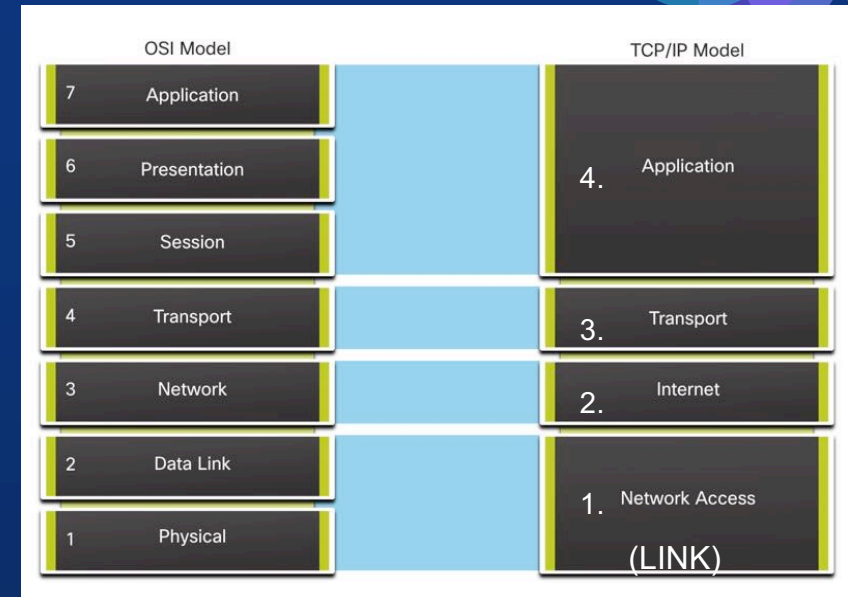 OSI Model
7 Application
6 Presentation
5 Session
4 Transport
3 Network
2 Data Link
1 Physical
TCP/IP Model
4. Application
3. Transport
2. Internet
1. Network Access
(LINK)